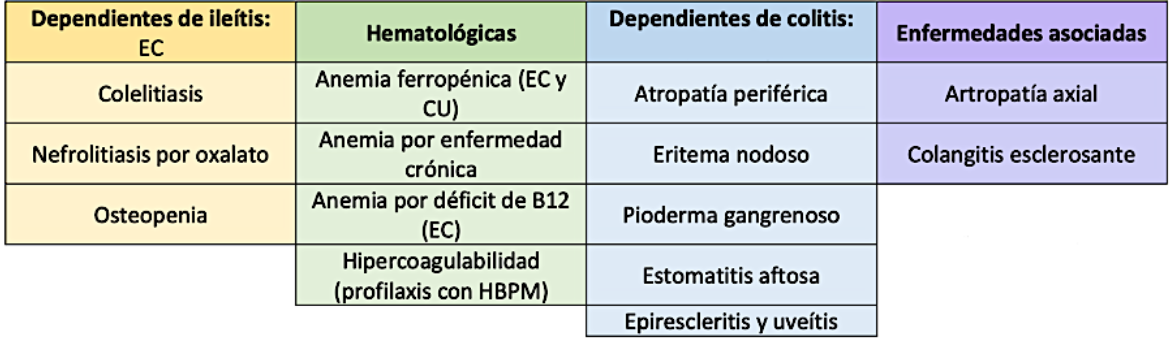 Dependientes de ileítis:
EC
Hematológicas
Dependientes de colitis:
Enfermedades asociadas
Colelitiasis
Anemia ferropénica (EC y
CU)
Atropatía periférica
Artropatía axial
Nefrolitiasis por oxalato
Anemia por enfermedad
crónica
Eritema nodoso
Colangitis esclerosante
Osteopenia
Anemia por déficit de B12
(EC)
Pioderma gangrenoso
Hipercoagulabilidad
(profilaxis con HBPM)
Estomatitis aftosa
Epirescleritis y uveítis